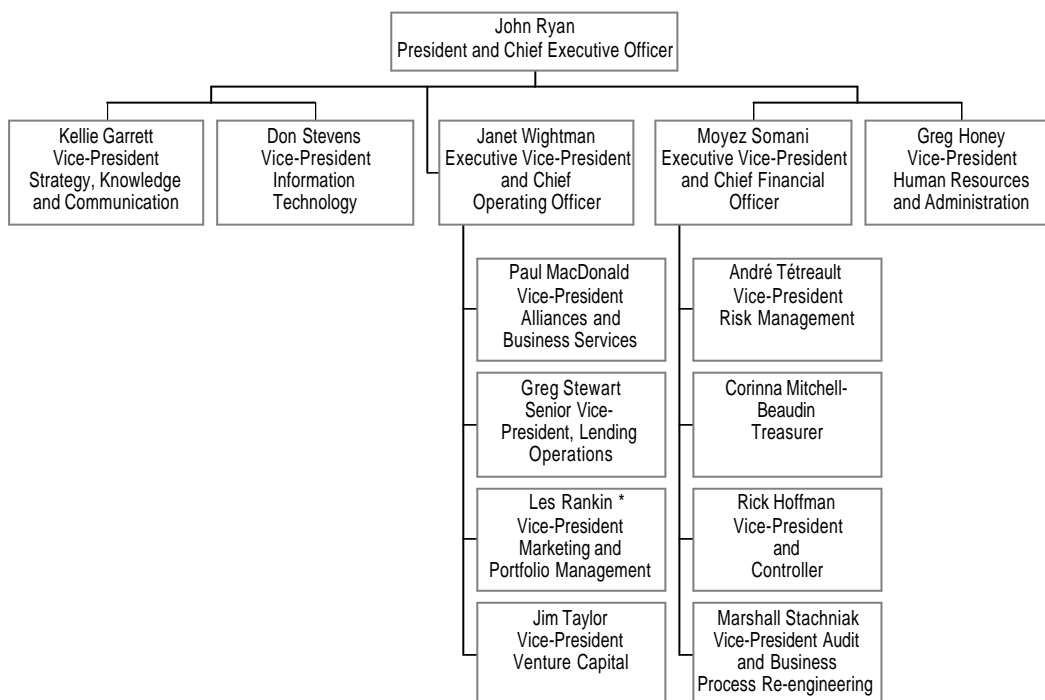 John Ryan
President and Chief Executive Officer
Kellie Garrett
Vice-President
Strategy, Knowledge
and Communication
Don Stevens
Vice-President
Information
Technology
Janet Wightman
Executive Vice-President
and Chief
Operating Officer
Moyez Somani
Executive Vice-President
and Chief Financial
Officer
Greg Honey
Vice-President
Human Resources
and Administration
Paul MacDonald
Vice-President
Alliances and
Business Services
Greg Stewart
Senior Vice-
President, Lending
Operations
Les Rankin *
Vice-President
Marketing and
Portfolio Management
Jim Taylor
Vice-President
Venture Capital
André Tétreault
Vice-President
Risk Management
Corinna Mitchell-
Beaudin
Treasurer
Rick Hoffman
Vice-President
and
Controller
Marshall Stachniak
Vice-President Audit
and Business
Process Re-engineering